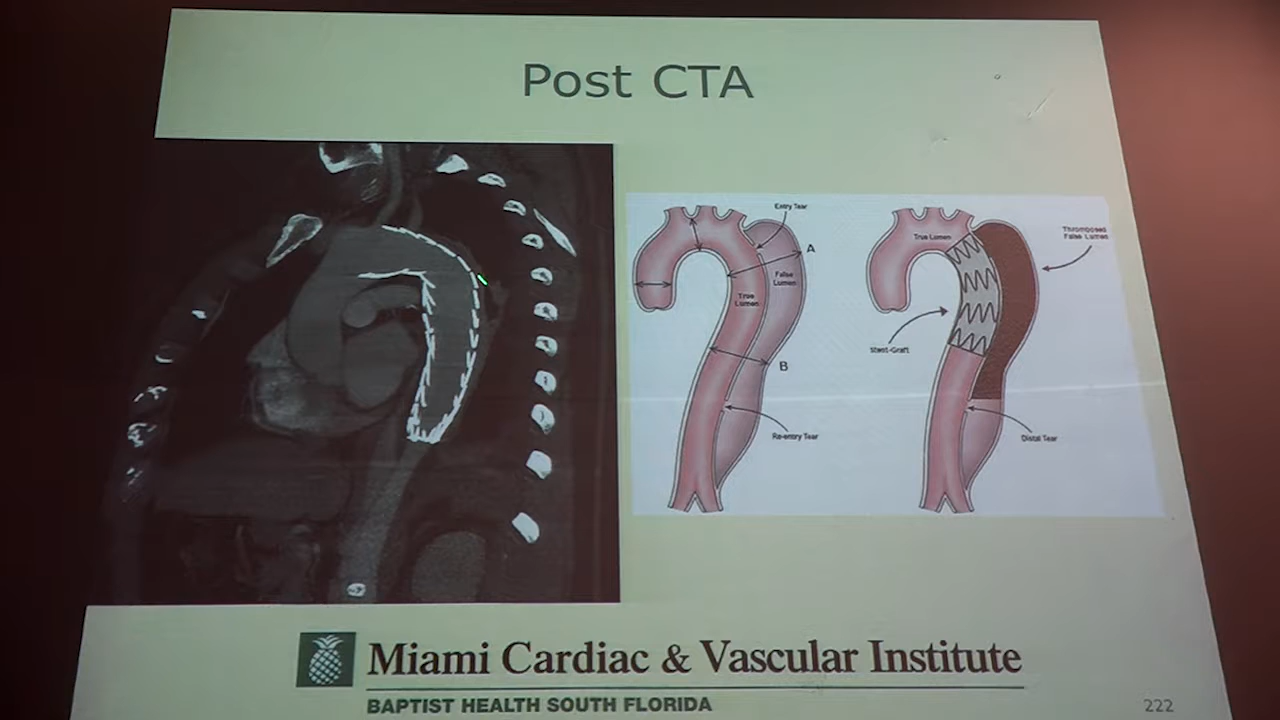 Post CTA
Entry Tear
A
False
Lumen
True
Lumen
B
Re-entry Tear
True Lumen
Thrombosed
False Lumen
Stent-Graft
Distal Tear
Miami Cardiac & Vascular Institute
BAPTIST HEALTH SOUTH FLORIDA
222